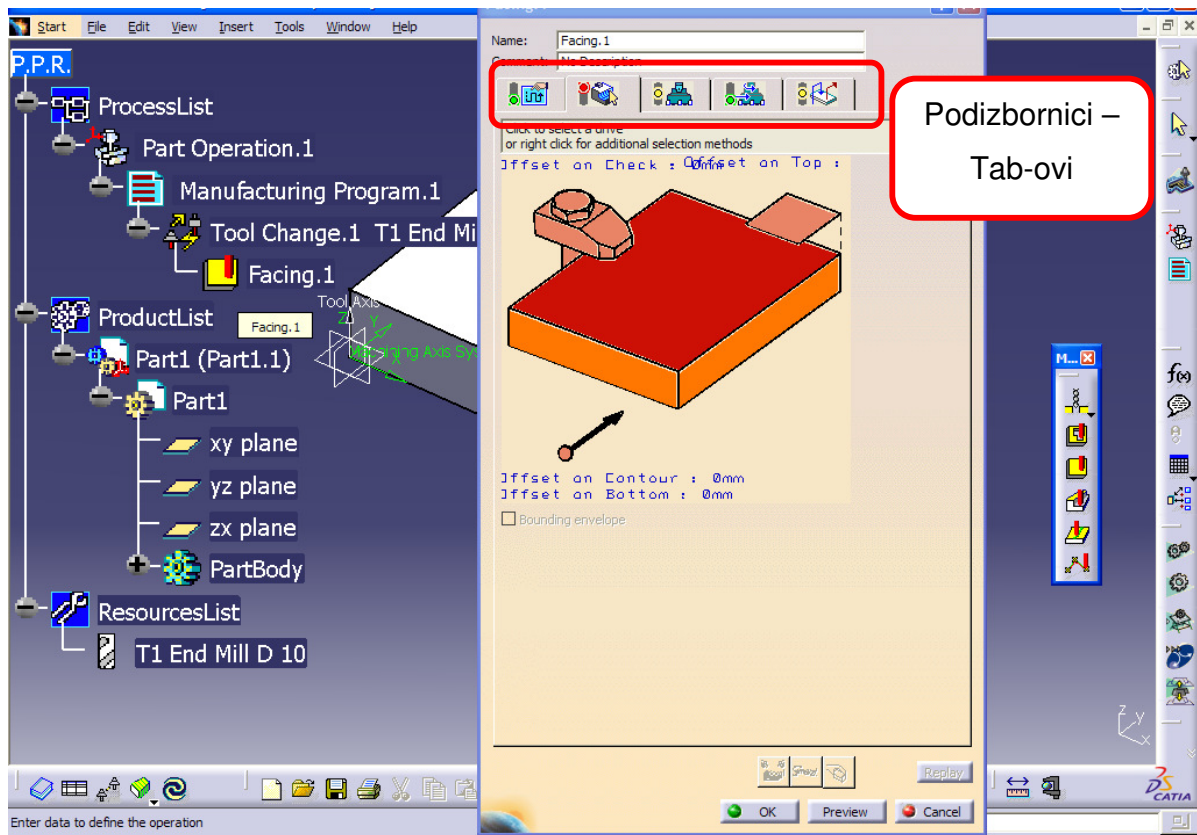 Start File Edit View Insert Tools Window Help
P.P.R.
ProcessList
Part Operation.1
Manufacturing Program.1
Tool Change.1 T1 End Mi
Facing.1
ProductList
Facing.1
Part1 (Part1.1)
Part1
xy plane
yz plane
zx plane
PartBody
ResourcesList
T1 End Mill D 10
Tool Axis
Z
Y
X
Machining Axis Sys
Name: Facing.1
Comment: No Description
Click to select a drive
or right click for additional selection methods
Offset on Check : 0mm
Offset on Top :
Offset on Contour : 0mm
Offset on Bottom : 0mm
Bounding envelope
Replay
OK Preview Cancel
Podizbornici –
Tab-ovi
M...
f(x)
z y
x
CATIA
Enter data to define the operation